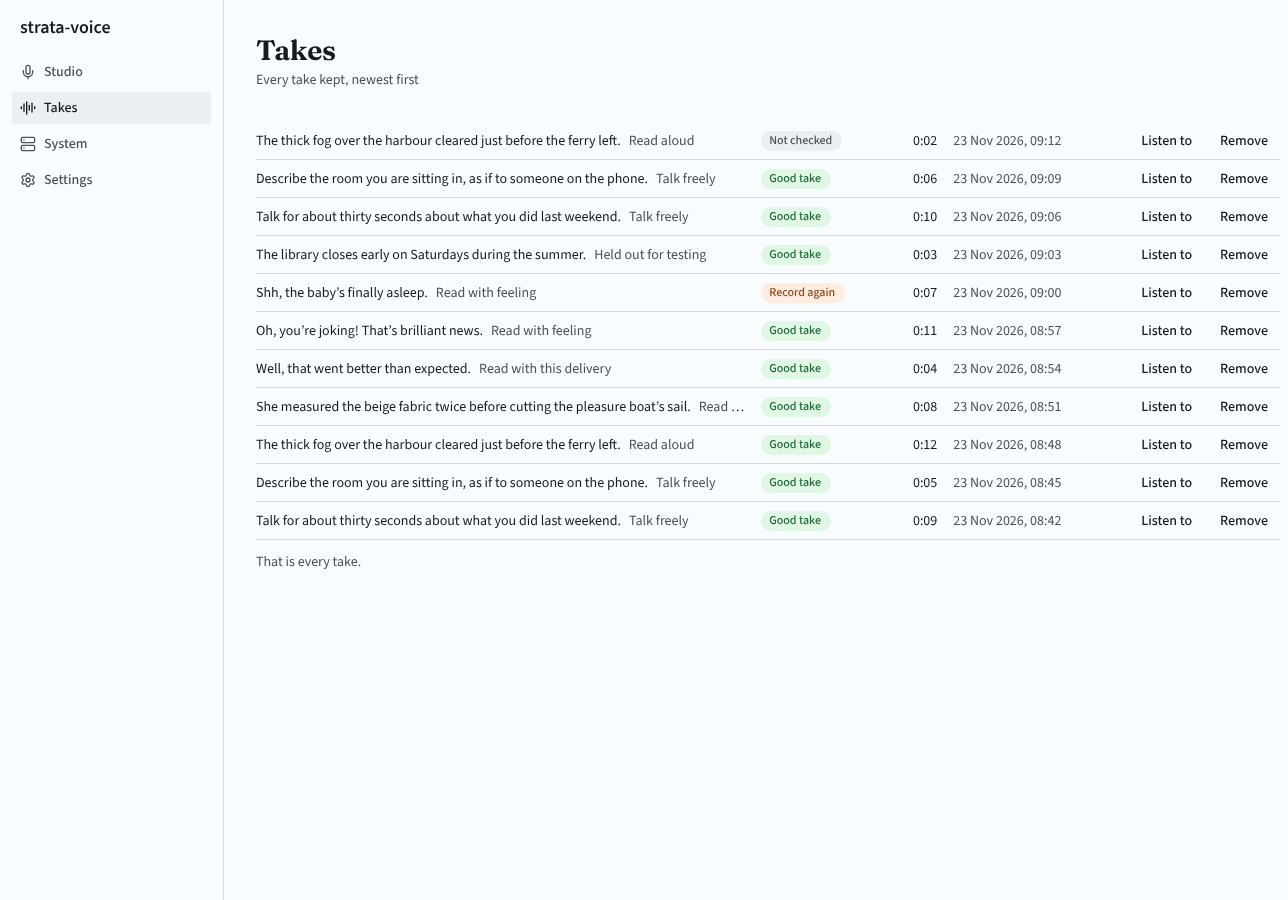 strata-voice
Studio
Takes
System
Settings
Takes
Every take kept, newest first
The thick fog over the harbour cleared just before the ferry left. Read aloud Not checked 0:02 23 Nov 2026, 09:12 Listen to Remove
Describe the room you are sitting in, as if to someone on the phone. Talk freely Good take 0:06 23 Nov 2026, 09:09 Listen to Remove
Talk for about thirty seconds about what you did last weekend. Talk freely Good take 0:10 23 Nov 2026, 09:06 Listen to Remove
The library closes early on Saturdays during the summer. Held out for testing Good take 0:03 23 Nov 2026, 09:03 Listen to Remove
Shh, the baby’s finally asleep. Read with feeling Record again 0:07 23 Nov 2026, 09:00 Listen to Remove
Oh, you’re joking! That’s brilliant news. Read with feeling Good take 0:11 23 Nov 2026, 08:57 Listen to Remove
Well, that went better than expected. Read with this delivery Good take 0:04 23 Nov 2026, 08:54 Listen to Remove
She measured the beige fabric twice before cutting the pleasure boat’s sail. Read … Good take 0:08 23 Nov 2026, 08:51 Listen to Remove
The thick fog over the harbour cleared just before the ferry left. Read aloud Good take 0:12 23 Nov 2026, 08:48 Listen to Remove
Describe the room you are sitting in, as if to someone on the phone. Talk freely Good take 0:05 23 Nov 2026, 08:45 Listen to Remove
Talk for about thirty seconds about what you did last weekend. Talk freely Good take 0:09 23 Nov 2026, 08:42 Listen to Remove
That is every take.